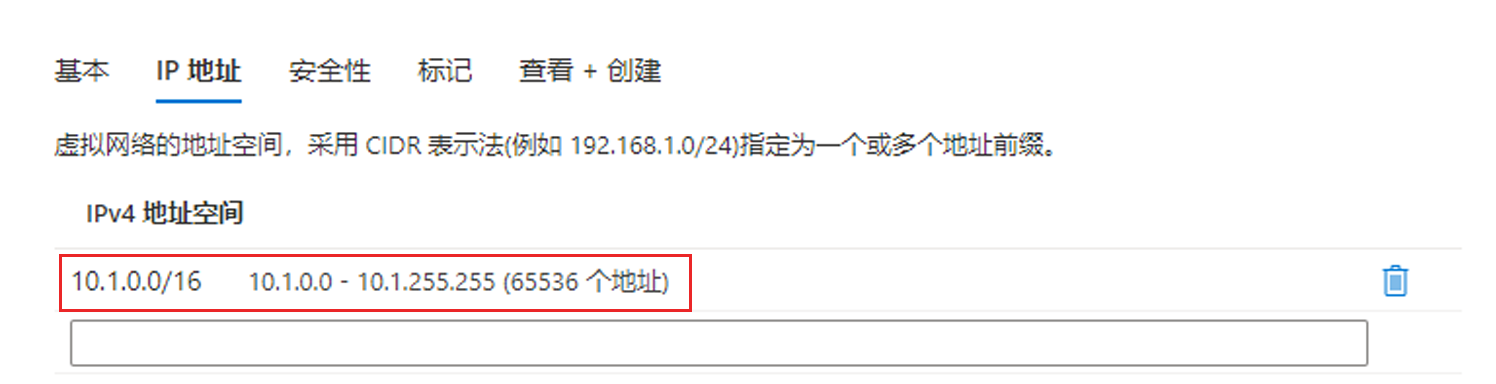 基本 IP 地址 安全性 标记 查看 + 创建
虚拟网络的地址空间，采用 CIDR 表示法(例如 192.168.1.0/24)指定为一个或多个地址前缀。
IPv4 地址空间
10.1.0.0/16 10.1.0.0 - 10.1.255.255 (65536 个地址)